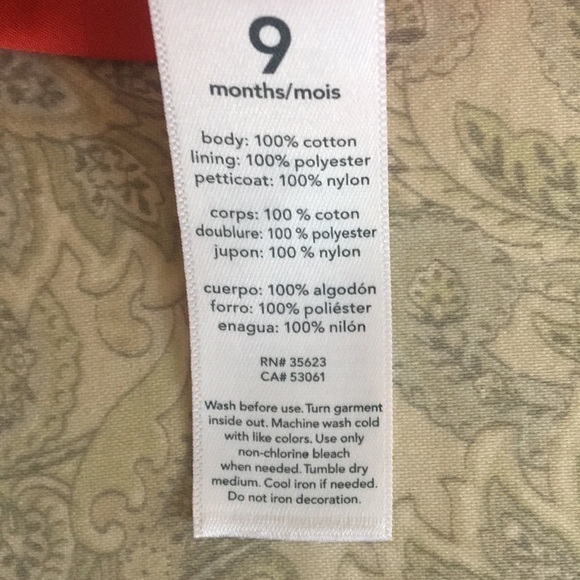 9
months/mois
body: 100% cotton
lining: 100% polyester
petticoat: 100% nylon
corps: 100 % coton
doublure: 100 % polyester
jupon: 100 % nylon
cuerpo: 100% algodón
forro: 100% poliéster
enagua: 100% nilón
RN# 35623
CA# 53061
Wash before use. Turn garment
inside out. Machine wash cold
with like colors. Use only
non-chlorine bleach
when needed. Tumble dry
medium. Cool iron if needed.
Do not iron decoration.